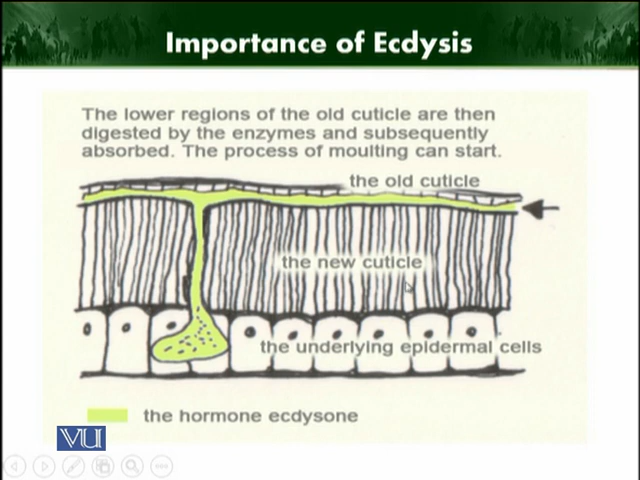 Importance of Ecdysis
The lower regions of the old cuticle are then
digested by the enzymes and subsequently
absorbed. The process of moulting can start.
the old cuticle
the new cuticle
the underlying epidermal cells
the hormone ecdysone
VU